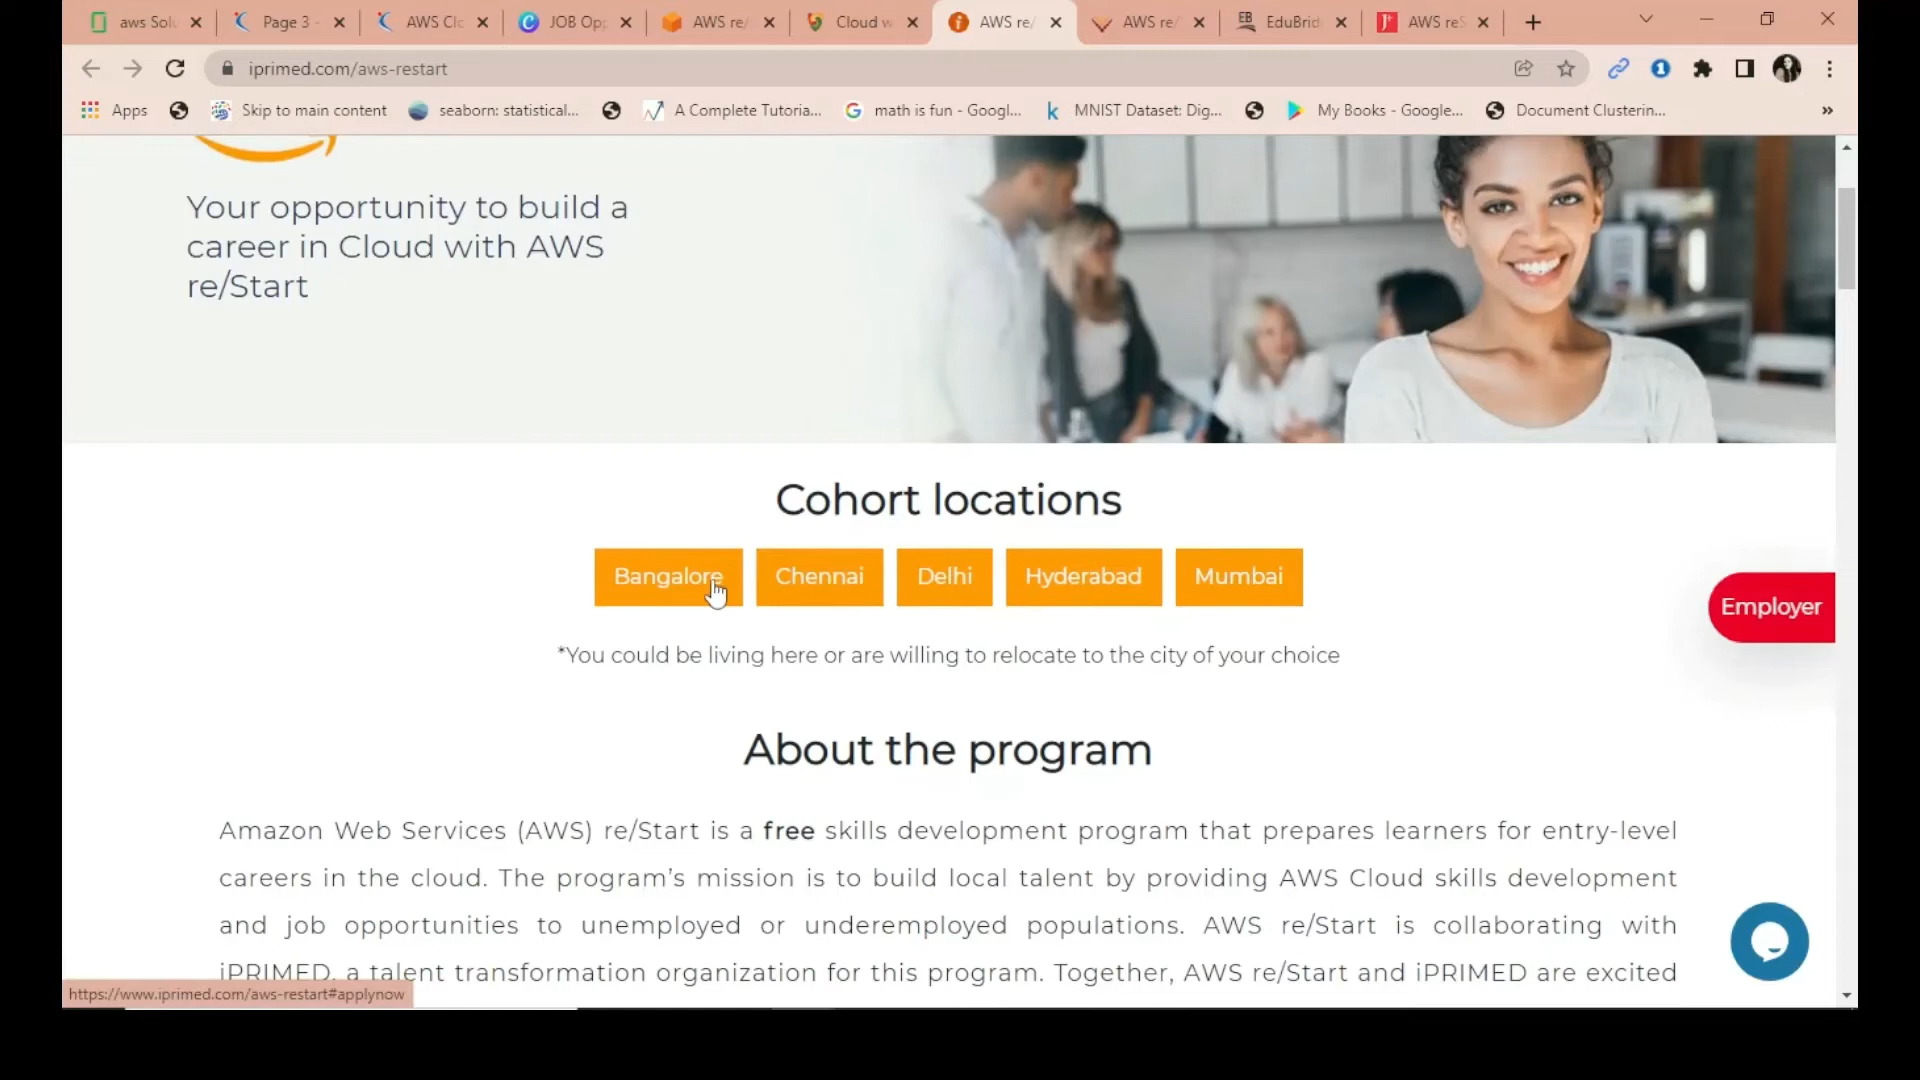 aws Solu
Page 3 -
AWS Clo
JOB Opp
AWS re/
Cloud w
AWS re/
AWS re/
EduBrid
AWS reS
iprimed.com/aws-restart
Apps
Skip to main content
seaborn: statistical...
A Complete Tutoria...
math is fun - Googl...
MNIST Dataset: Dig...
My Books - Google...
Document Clusterin...
»
Your opportunity to build a
career in Cloud with AWS
re/Start
Cohort locations
Bangalore
Chennai
Delhi
Hyderabad
Mumbai
Employer
*You could be living here or are willing to relocate to the city of your choice
About the program
Amazon Web Services (AWS) re/Start is a free skills development program that prepares learners for entry-level
careers in the cloud. The program's mission is to build local talent by providing AWS Cloud skills development
and job opportunities to unemployed or underemployed populations. AWS re/Start is collaborating with
iPRIMED, a talent transformation organization for this program. Together, AWS re/Start and iPRIMED are excited
https://www.iprimed.com/aws-restart#applynow